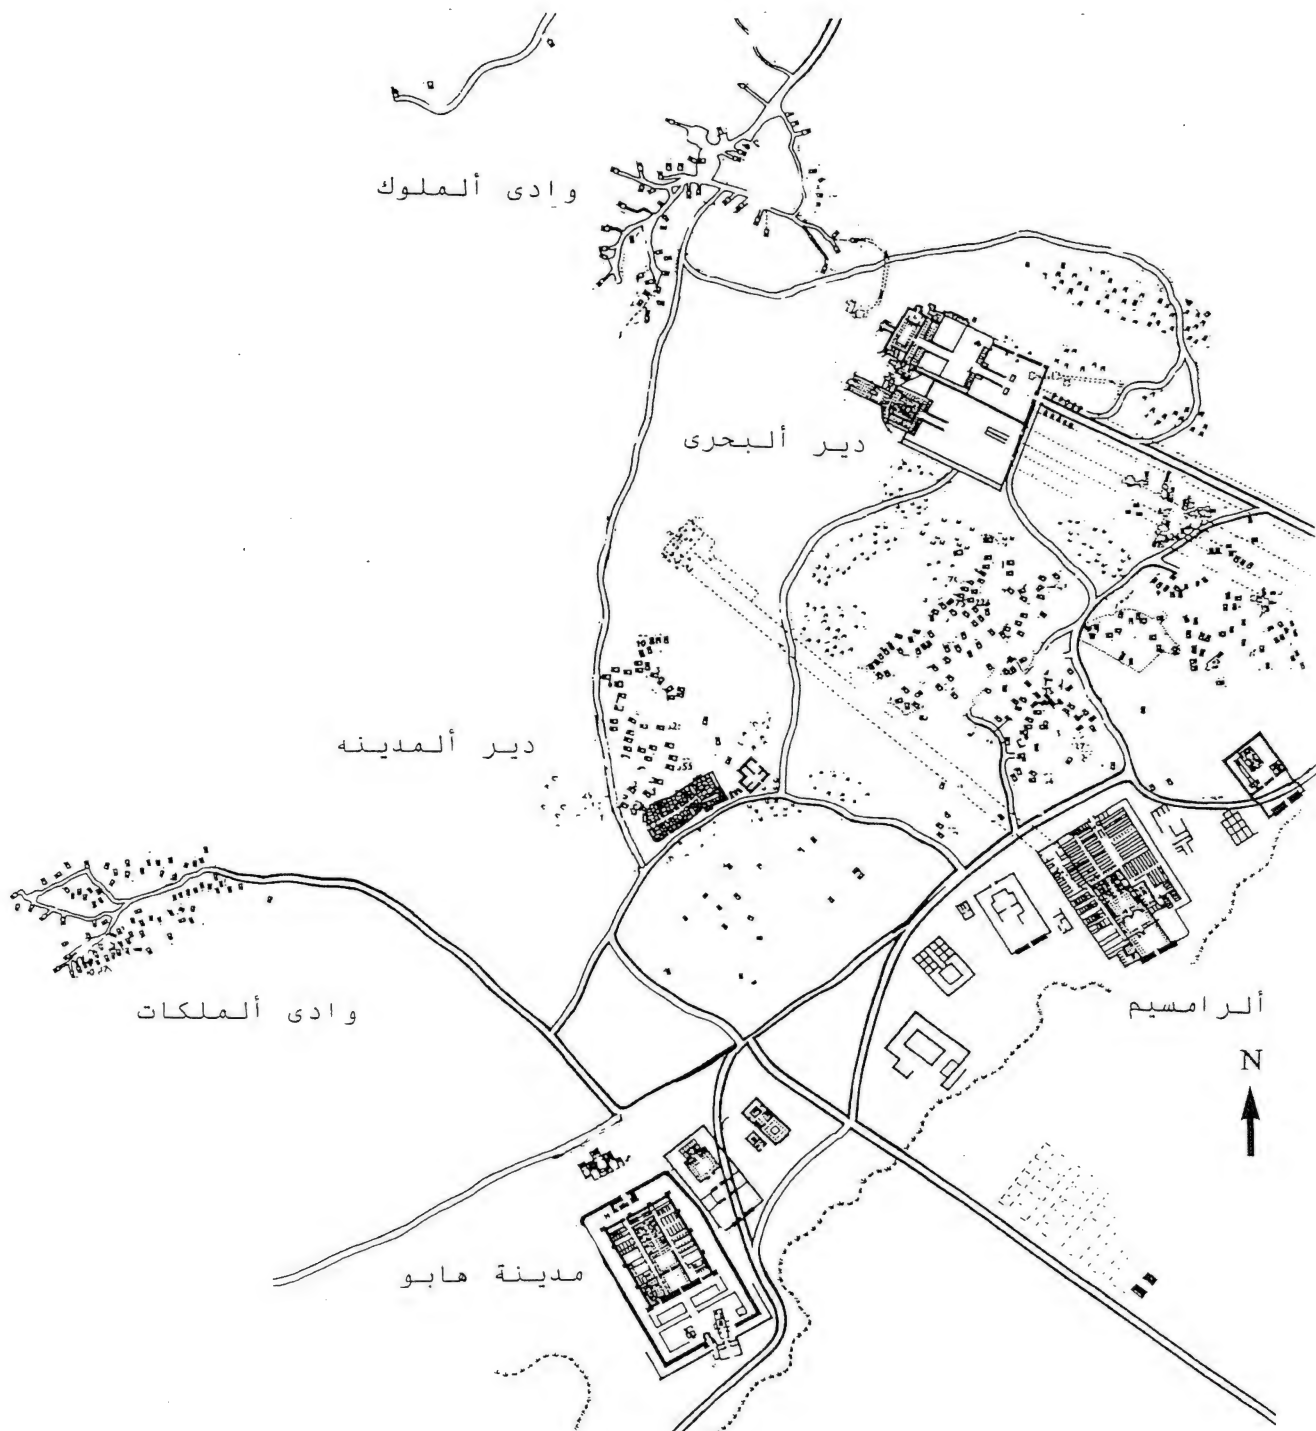 وادى ألملوك
دير ألبحرى
دير ألمدينه
وادى ألملكات
ألرامسيم
N
مدينة هابو